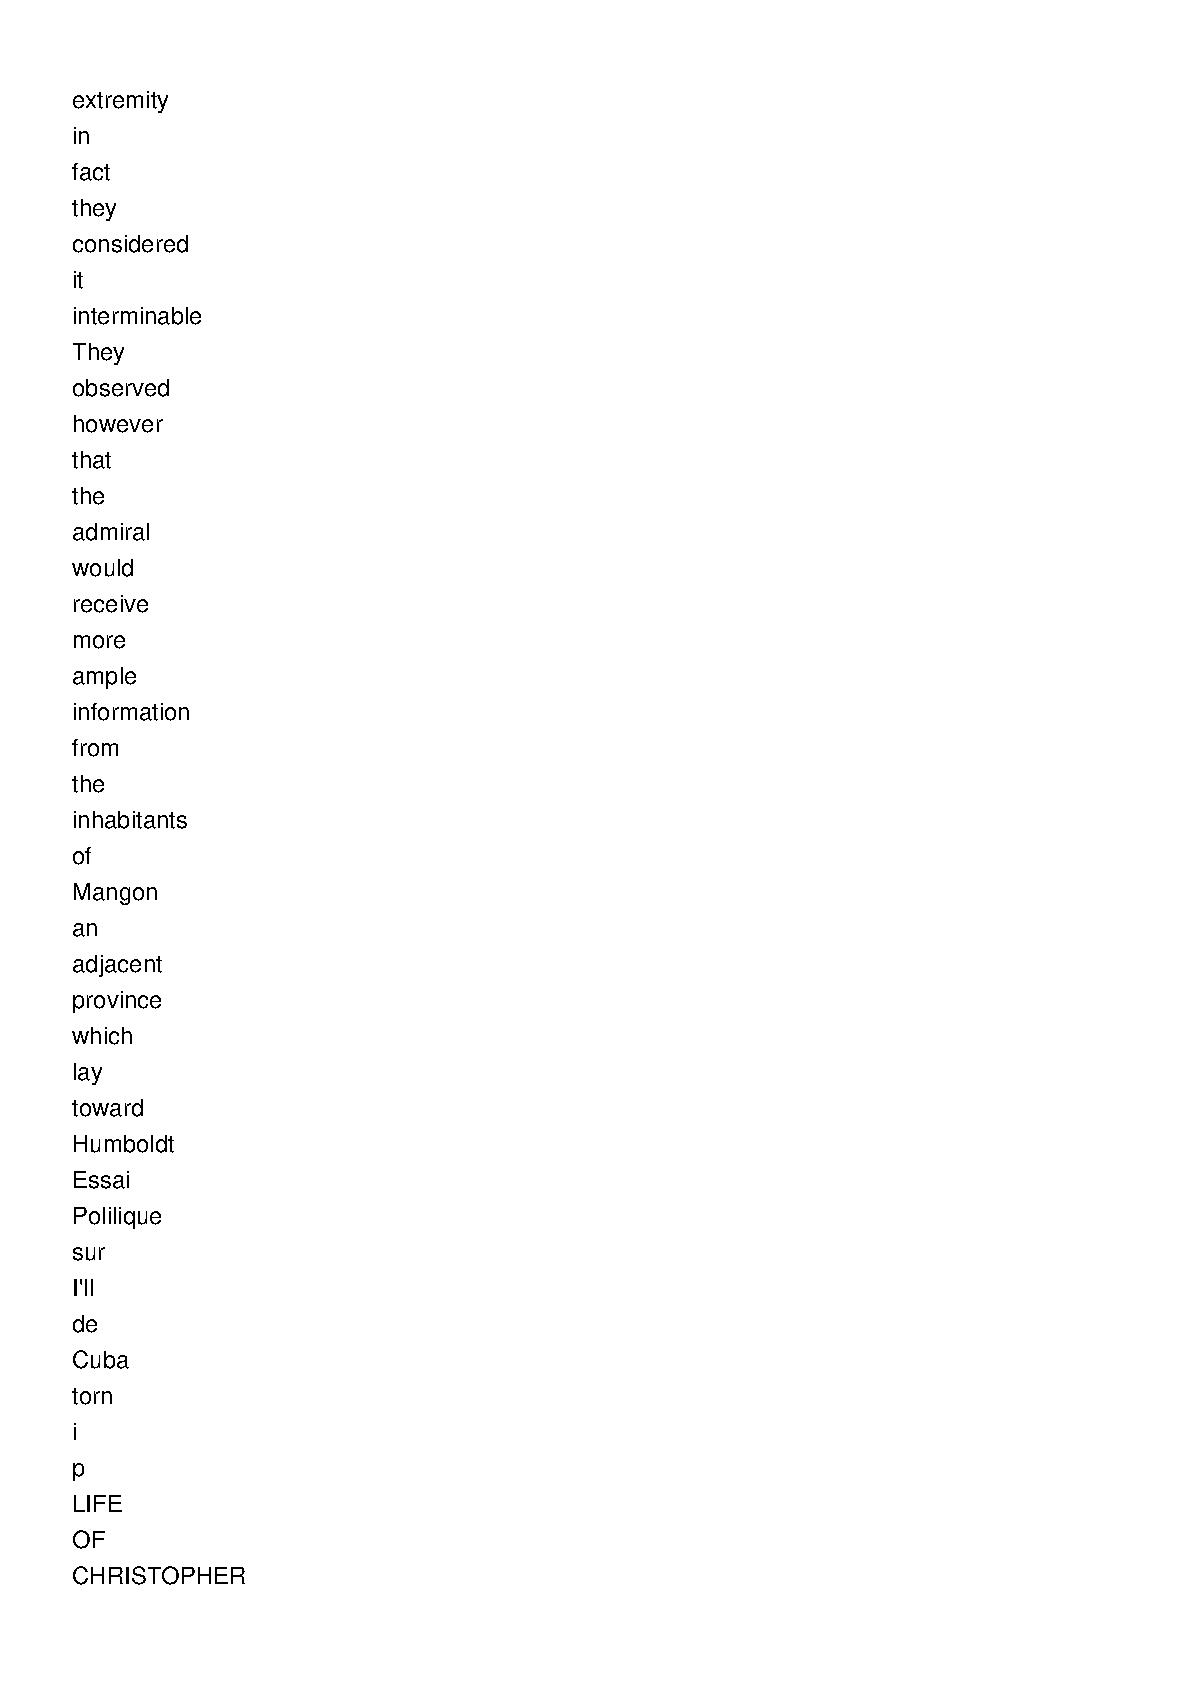 extremity
in
fact
they
considered
it
interminable
They
observed
however
that
the
admiral
would
receive
more
ample
information
from
the
inhabitants
of
Mangon
an
adjacent
province
which
lay
toward
Humboldt
Essai
Polilique
sur
I'll
de
Cuba
torn
i
p
LIFE
OF
CHRISTOPHER